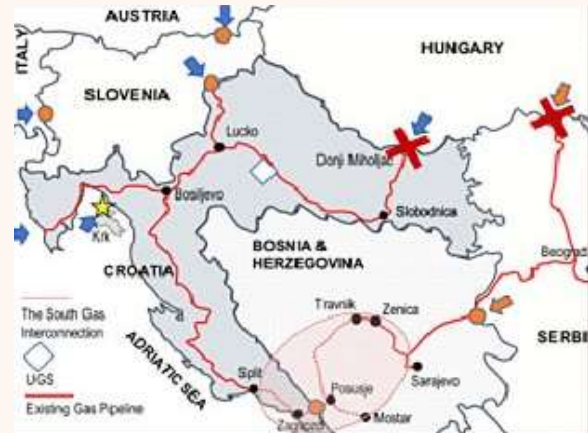 AUSTRIA
ITALY
HUNGARY
SLOVENIA
Lucko
Donji Miholjac
Bosiljevo
Slobodnica
Krk
BOSNIA &
HERZEGOVINA
Beograd
CROATIA
Travnik
Zenica
The South Gas
Interconnection
SERBI
UGS
ADRIATIC SEA
Split
Sarajevo
Posusje
Existing Gas Pipeline
Mostar